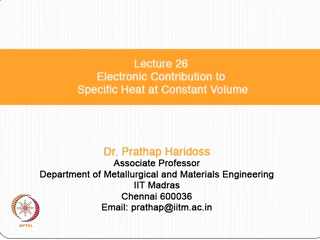 Lecture 26
Electronic Contribution to
Specific Heat at Constant Volume
Dr. Prathap Haridoss
Associate Professor
Department of Metallurgical and Materials Engineering
IIT Madras
Chennai 600036
Email: prathap@iitm.ac.in
NPTEL